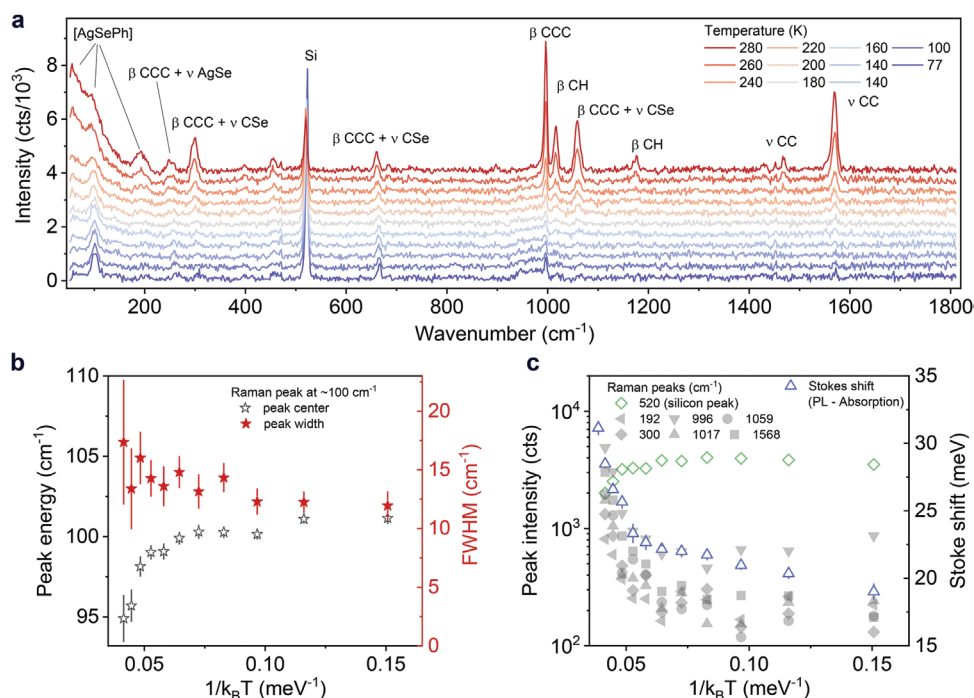 a
[AgSePh]
β CCC + ν AgSe
β CCC + ν CSe
Si
β CCC + ν CSe
β CCC
β CH
β CCC + ν CSe
β CH
ν CC
ν CC
Temperature (K)
280 220 160 100
260 200 140 77
240 180 140
Intensity (cts/10³)
8
6
4
2
0
200 400 600 800 1000 1200 1400 1600 1800
Wavenumber (cm⁻¹)
b
Raman peak at ~100 cm⁻¹
peak center
peak width
Peak energy (cm⁻¹)
110
105
100
95
FWHM (cm⁻¹)
20
15
10
5
0
0.05 0.10 0.15
1/k_BT (meV⁻¹)
c
Raman peaks (cm⁻¹)
520 (silicon peak)
192 996 1059
300 1017 1568
Stokes shift
(PL - Absorption)
Peak intensity (cts)
10⁴
10³
10²
Stoke shift (meV)
35
30
25
20
15
0.05 0.10 0.15
1/k_BT (meV⁻¹)